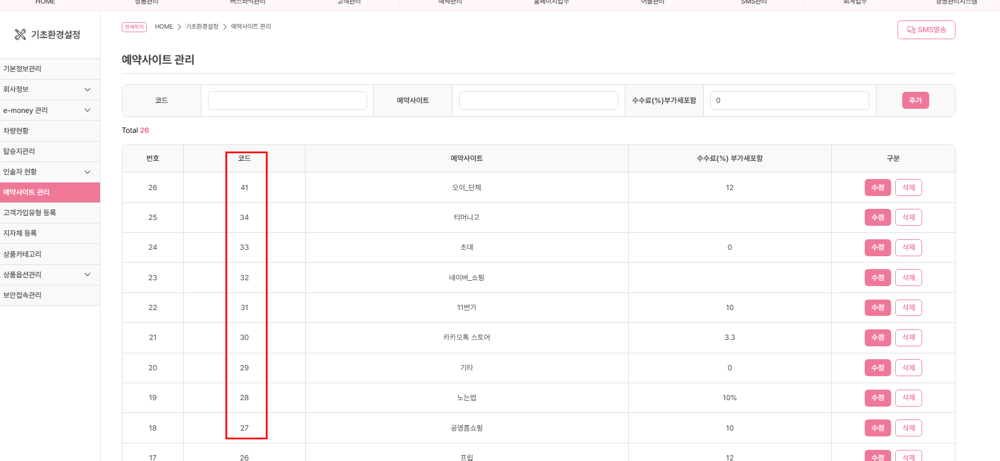 HOME 상품관리 버스좌석관리 고객관리 예약관리 홈페이지업무 어플관리 SMS관리 회계업무 경영관리시스템
기초환경설정
기본정보관리
회사정보
e-money 관리
차량현황
탑승지관리
인솔자 현황
예약사이트 관리
고객가입유형 등록
지자체 등록
상품카테고리
상품옵션관리
보안접속관리
현재위치 HOME > 기초환경설정 > 예약사이트 관리
SMS발송
예약사이트 관리
코드 예약사이트 수수료(%)부가세포함 0 추가
Total 26
번호 코드 예약사이트 수수료(%) 부가세포함 구분
26 41 오이_단체 12 수정 삭제
25 34 티머니고 수정 삭제
24 33 초대 0 수정 삭제
23 32 네이버_쇼핑 수정 삭제
22 31 11번가 10 수정 삭제
21 30 카카오톡 스토어 3.3 수정 삭제
20 29 기타 0 수정 삭제
19 28 노는법 10% 수정 삭제
18 27 공영홈쇼핑 10 수정 삭제
17 26 프립 12 수정 삭제